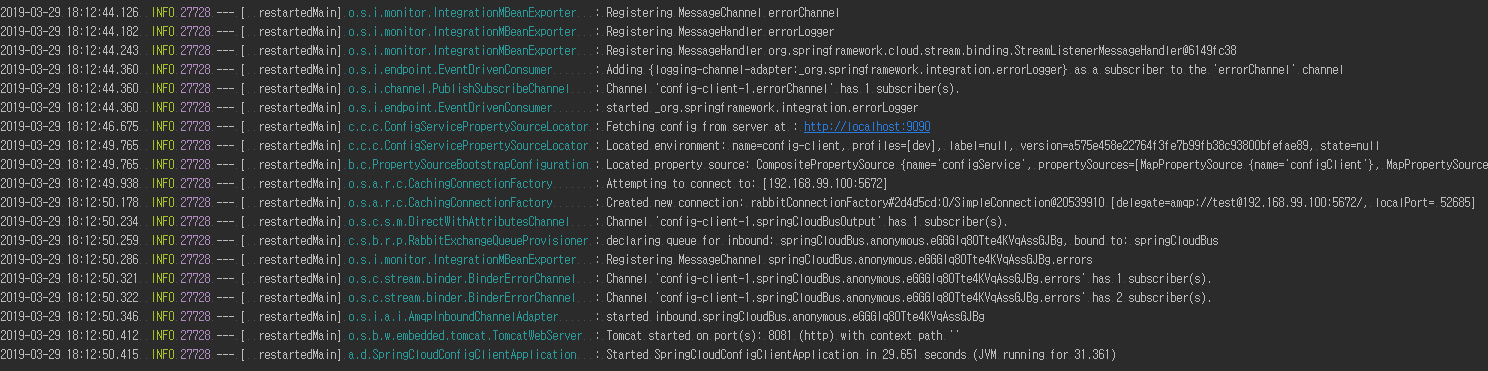 2019-03-29 18:12:44.126  INFO 27728 --- [  restartedMain] o.s.i.monitor.IntegrationMBeanExporter   : Registering MessageChannel errorChannel
2019-03-29 18:12:44.182  INFO 27728 --- [  restartedMain] o.s.i.monitor.IntegrationMBeanExporter   : Registering MessageHandler errorLogger
2019-03-29 18:12:44.243  INFO 27728 --- [  restartedMain] o.s.i.monitor.IntegrationMBeanExporter   : Registering MessageHandler org.springframework.cloud.stream.binding.StreamListenerMessageHandler@6149fc38
2019-03-29 18:12:44.360  INFO 27728 --- [  restartedMain] o.s.i.endpoint.EventDrivenConsumer       : Adding {logging-channel-adapter:_org.springframework.integration.errorLogger} as a subscriber to the 'errorChannel' channel
2019-03-29 18:12:44.360  INFO 27728 --- [  restartedMain] o.s.i.channel.PublishSubscribeChannel    : Channel 'config-client-1.errorChannel' has 1 subscriber(s).
2019-03-29 18:12:44.360  INFO 27728 --- [  restartedMain] o.s.i.endpoint.EventDrivenConsumer       : started _org.springframework.integration.errorLogger
2019-03-29 18:12:46.675  INFO 27728 --- [  restartedMain] c.c.c.ConfigServicePropertySourceLocator : Fetching config from server at : http://localhost:9090
2019-03-29 18:12:49.765  INFO 27728 --- [  restartedMain] c.c.c.ConfigServicePropertySourceLocator : Located environment: name=config-client, profiles=[dev], label=null, version=a575e458e22764f3fe7b99fb38c93800bfefae89, state=null
2019-03-29 18:12:49.765  INFO 27728 --- [  restartedMain] b.c.PropertySourceBootstrapConfiguration : Located property source: CompositePropertySource {name='configService', propertySources=[MapPropertySource {name='configClient'}, MapPropertySource
2019-03-29 18:12:49.938  INFO 27728 --- [  restartedMain] o.s.a.r.c.CachingConnectionFactory       : Attempting to connect to: [192.168.99.100:5672]
2019-03-29 18:12:50.178  INFO 27728 --- [  restartedMain] o.s.a.r.c.CachingConnectionFactory       : Created new connection: rabbitConnectionFactory#2d4d5cd:0/SimpleConnection@20539910 [delegate=amqp://test@192.168.99.100:5672/, localPort= 52685]
2019-03-29 18:12:50.234  INFO 27728 --- [  restartedMain] o.s.c.s.m.DirectWithAttributesChannel    : Channel 'config-client-1.springCloudBusOutput' has 1 subscriber(s).
2019-03-29 18:12:50.259  INFO 27728 --- [  restartedMain] c.s.b.r.p.RabbitExchangeQueueProvisioner : declaring queue for inbound: springCloudBus.anonymous.eGGGlq8OTte4KVqAssGJBg, bound to: springCloudBus
2019-03-29 18:12:50.286  INFO 27728 --- [  restartedMain] o.s.i.monitor.IntegrationMBeanExporter   : Registering MessageChannel springCloudBus.anonymous.eGGGlq8OTte4KVqAssGJBg.errors
2019-03-29 18:12:50.321  INFO 27728 --- [  restartedMain] o.s.c.stream.binder.BinderErrorChannel   : Channel 'config-client-1.springCloudBus.anonymous.eGGGlq8OTte4KVqAssGJBg.errors' has 1 subscriber(s).
2019-03-29 18:12:50.322  INFO 27728 --- [  restartedMain] o.s.c.stream.binder.BinderErrorChannel   : Channel 'config-client-1.springCloudBus.anonymous.eGGGlq8OTte4KVqAssGJBg.errors' has 2 subscriber(s).
2019-03-29 18:12:50.346  INFO 27728 --- [  restartedMain] o.s.i.a.i.AmqpInboundChannelAdapter      : started inbound.springCloudBus.anonymous.eGGGlq8OTte4KVqAssGJBg
2019-03-29 18:12:50.412  INFO 27728 --- [  restartedMain] o.s.b.w.embedded.tomcat.TomcatWebServer  : Tomcat started on port(s): 8081 (http) with context path ''
2019-03-29 18:12:50.415  INFO 27728 --- [  restartedMain] a.d.SpringCloudConfigClientApplication   : Started SpringCloudConfigClientApplication in 29.651 seconds (JVM running for 31.361)